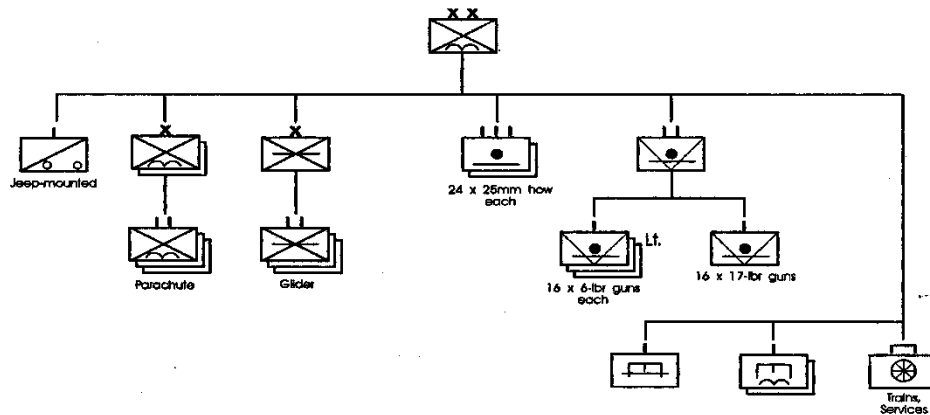 X X
X
X
Jeep-mounted
Parachute
Glider
24 x 25mm how
each
Lt.
16 x 6-lbr guns
each
16 x 17-lbr guns
Trains,
Services